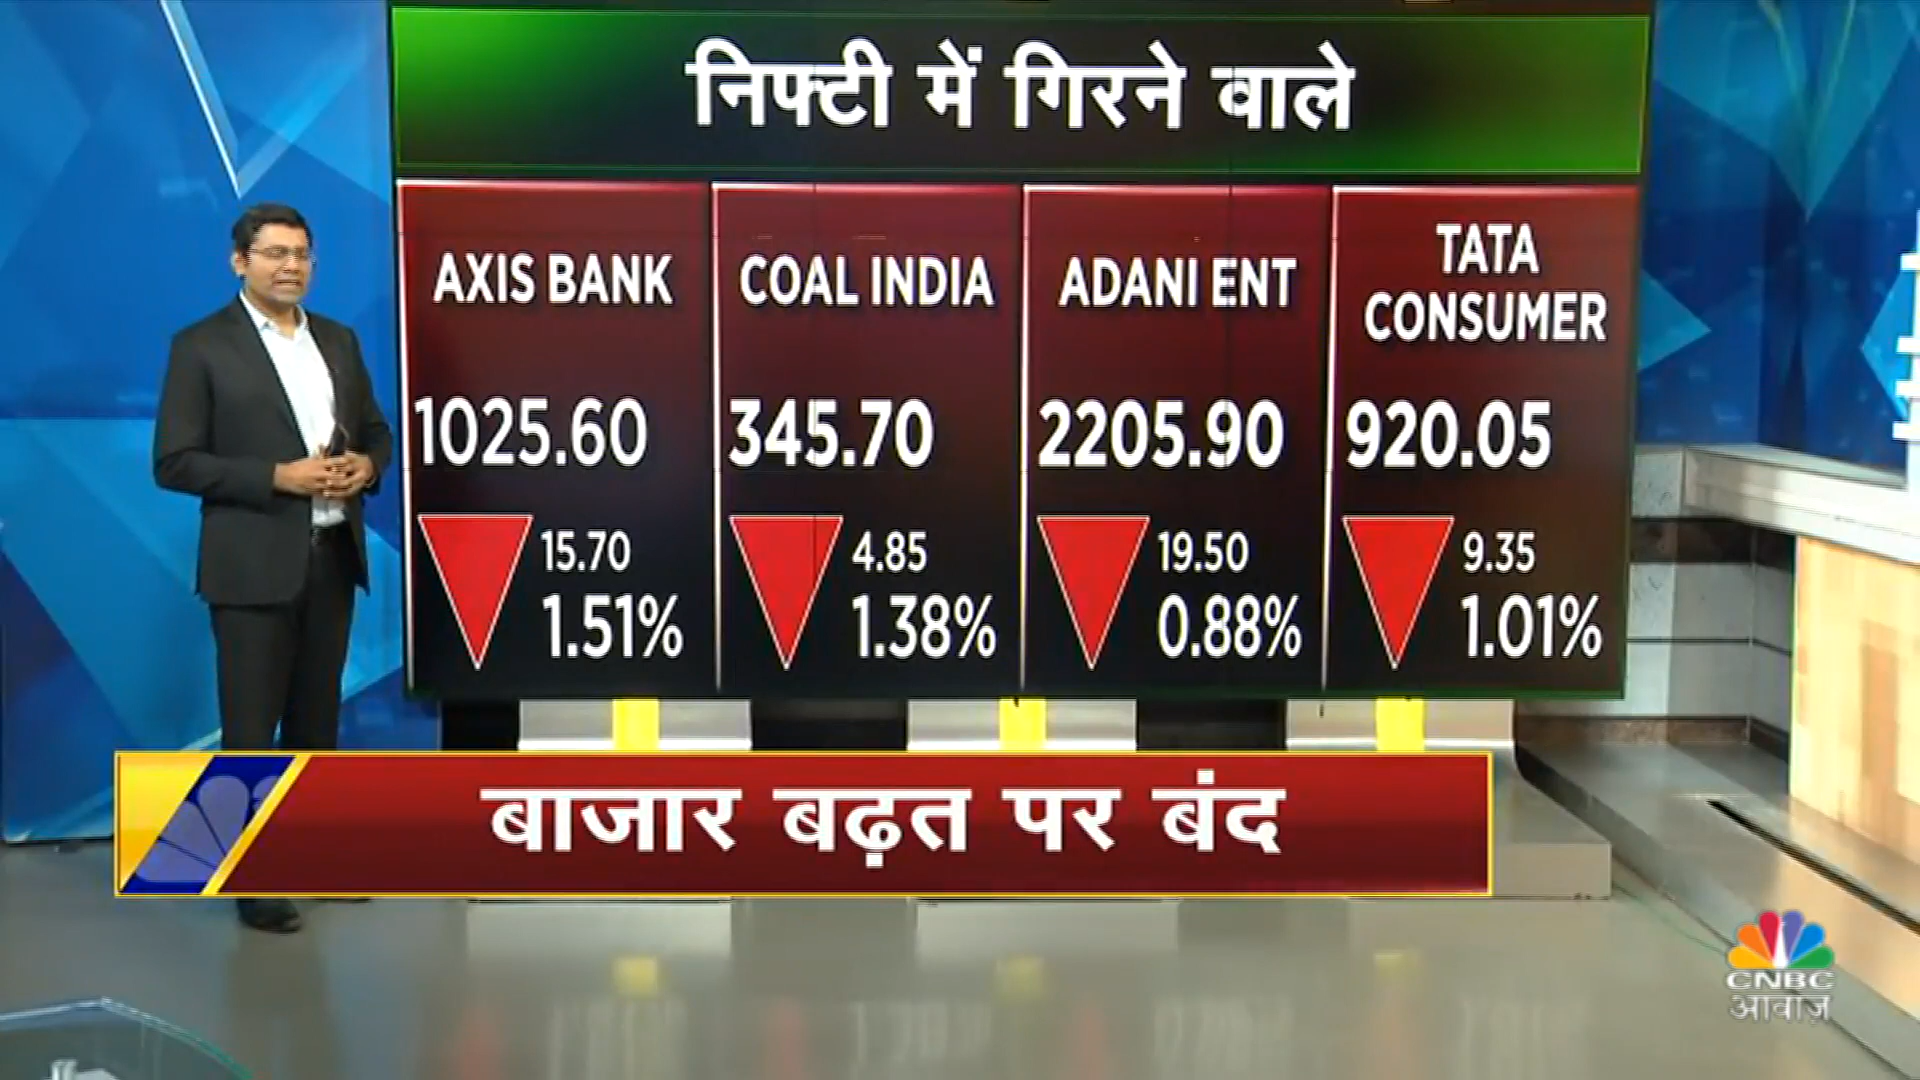 निफ्टी में गिरने वाले
AXIS BANK
1025.60
15.70
1.51%
COAL INDIA
345.70
4.85
1.38%
ADANI ENT
2205.90
19.50
0.88%
TATA
CONSUMER
920.05
9.35
1.01%
बाजार बढ़त पर बंद
CNBC
आवाज़